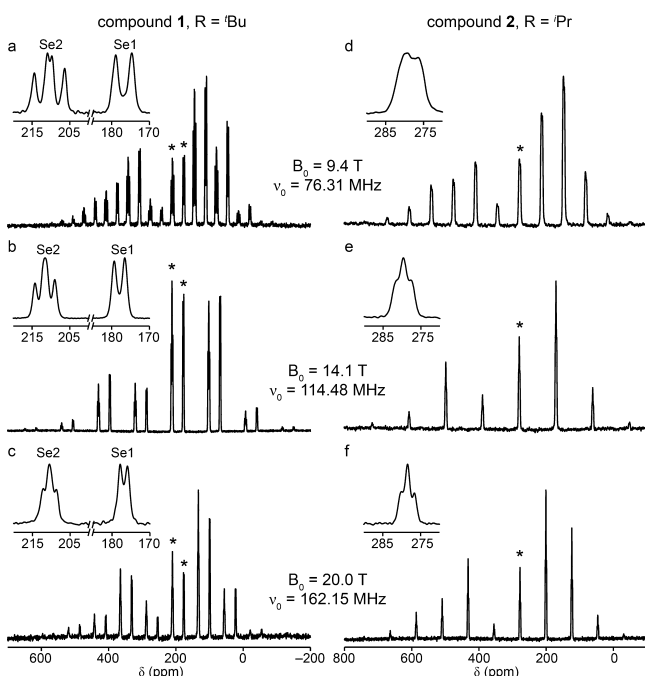 compound 1, R = tBu
compound 2, R = iPr
a
Se2
Se1
215 205 180 170
*
*
d
285 275
*
B0 = 9.4 T
ν0 = 76.31 MHz
b
Se2
Se1
215 205 180 170
*
*
e
285 275
*
B0 = 14.1 T
ν0 = 114.48 MHz
c
Se2
Se1
215 205 180 170
*
*
f
285 275
*
B0 = 20.0 T
ν0 = 162.15 MHz
600 400 200 0 –200
δ (ppm)
800 600 400 200 0
δ (ppm)